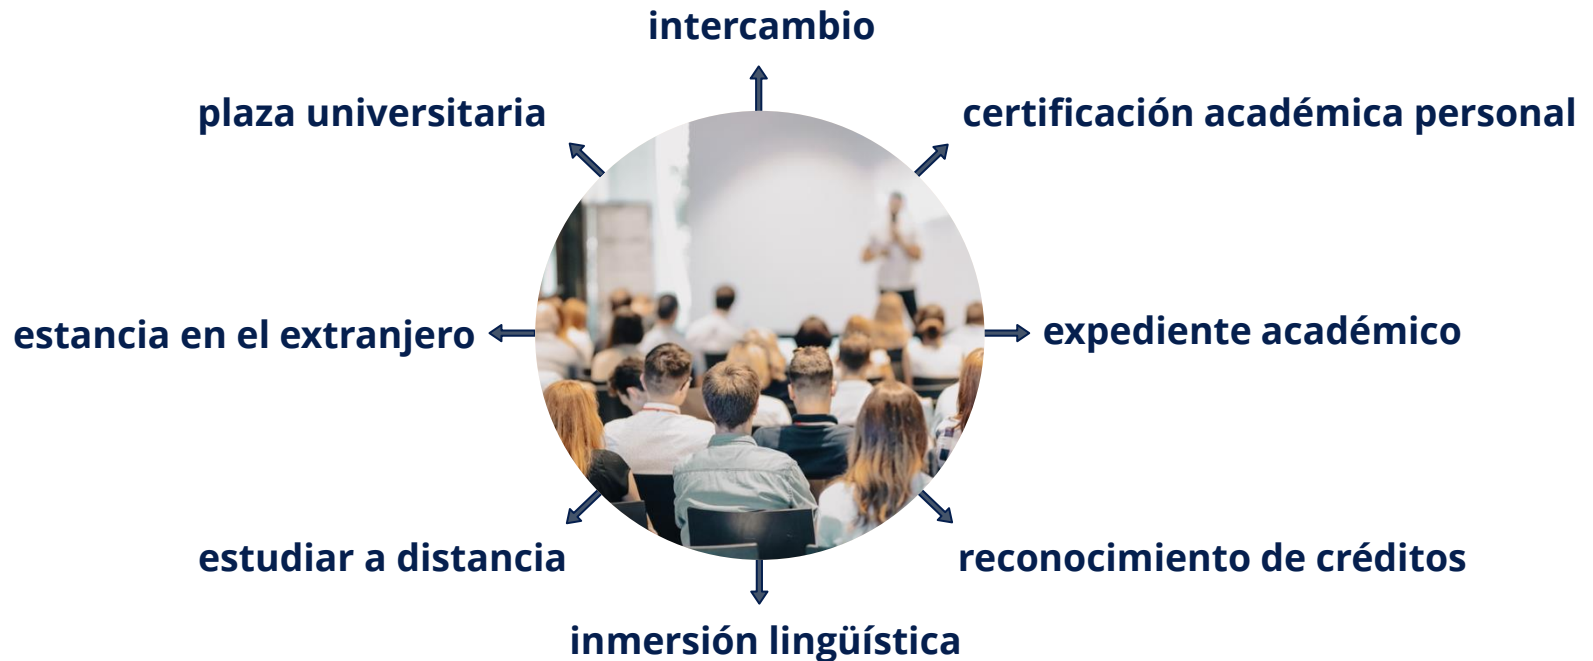 intercambio
plaza universitaria
certificación académica personal
estancia en el extranjero
expediente académico
estudiar a distancia
reconocimiento de créditos
inmersión lingüística